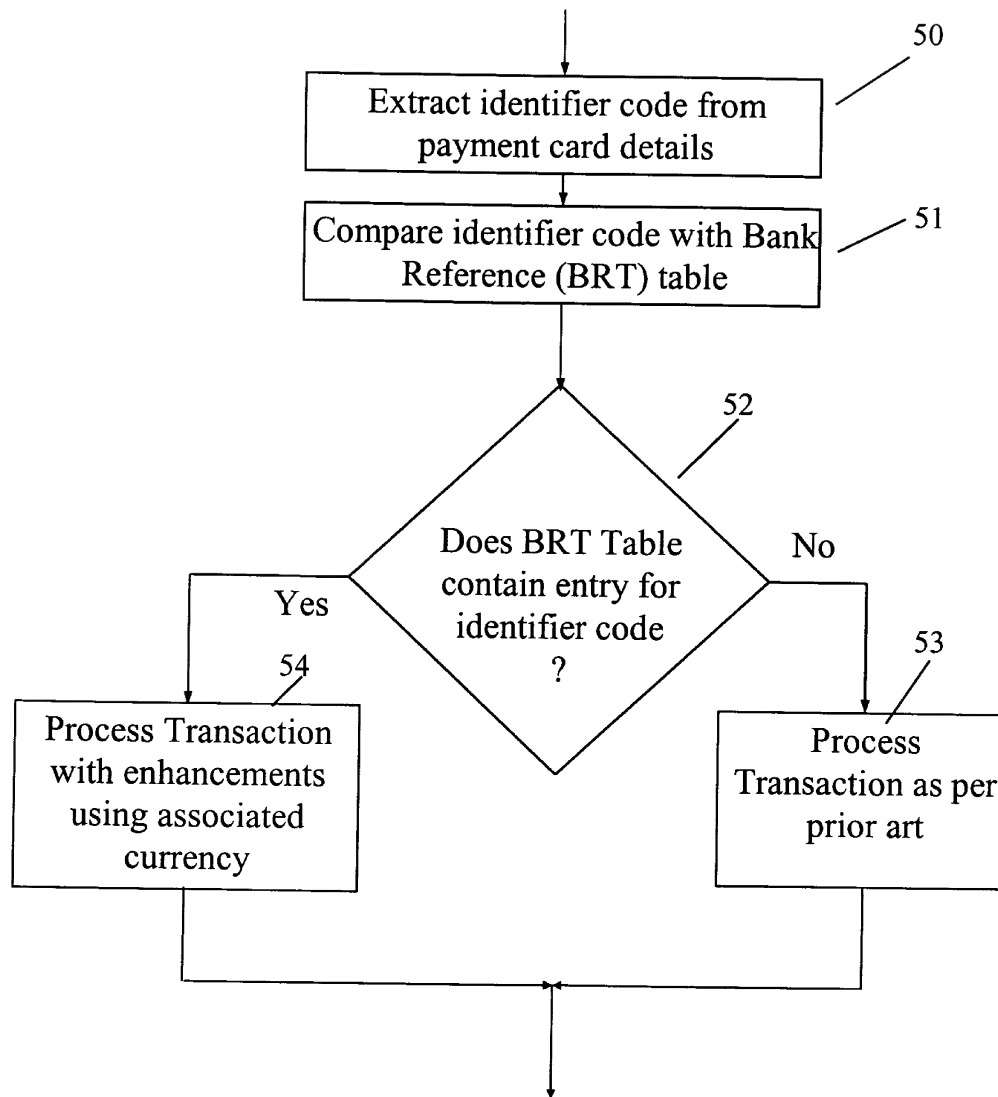 50
Extract identifier code from
payment card details
51
Compare identifier code with Bank
Reference (BRT) table
52
Does BRT Table
contain entry for
identifier code
?
Yes
No
54
Process Transaction
with enhancements
using associated
currency
53
Process
Transaction as per
prior art